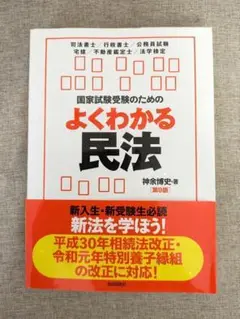 司法書士/行政書士/公務員試験
宅建/不動産鑑定士/法学検定
国家試験受験のための
よくわかる
民法
神余博史・著
[第9版]
新入生・新受験生必読
新法を学ぼう!
平成30年相続法改正・
令和元年特別養子縁組
の改正に対応!